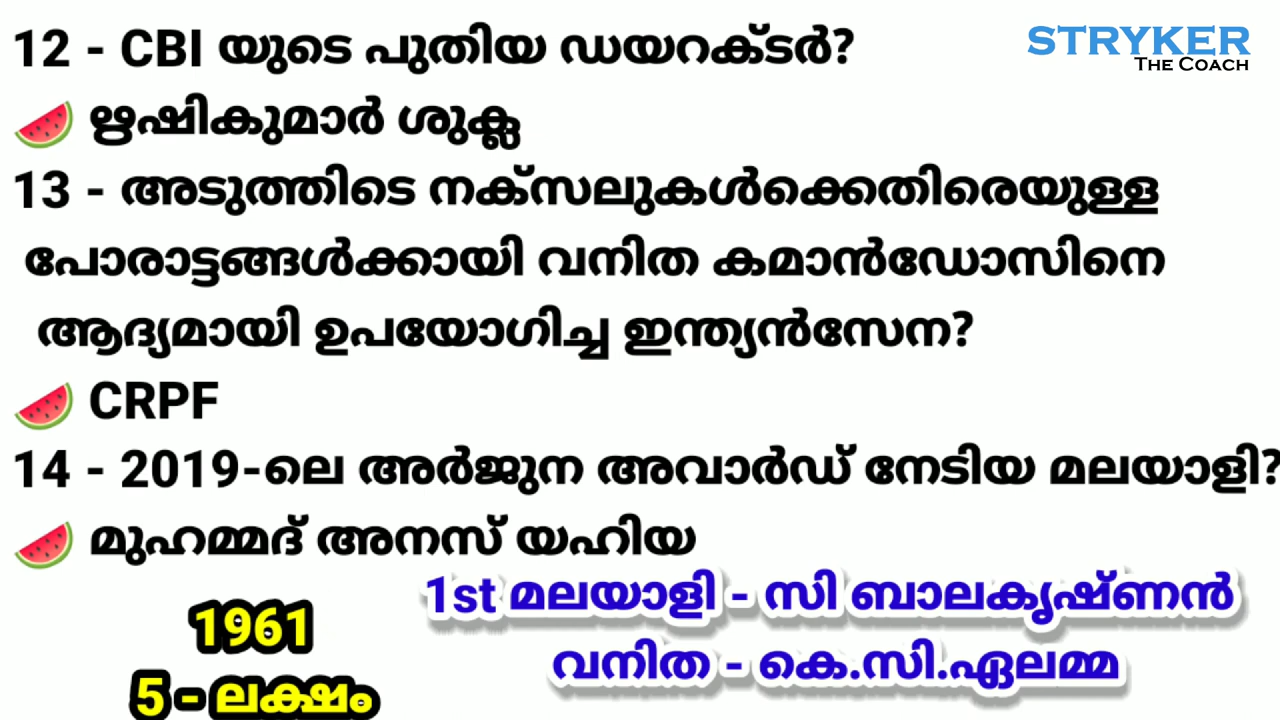 STRYKER
THE COACH
12 - CBI യുടെ പുതിയ ഡയറക്ടർ?
ഋഷികുമാർ ശുക്ല
13 - അടുത്തിടെ നക്സലുകൾക്കെതിരെയുള്ള
പോരാട്ടങ്ങൾക്കായി വനിത കമാൻഡോസിനെ
ആദ്യമായി ഉപയോഗിച്ച ഇന്ത്യൻസേന?
CRPF
14 - 2019-ലെ അർജുന അവാർഡ് നേടിയ മലയാളി?
മുഹമ്മദ് അനസ് യഹിയ
1st മലയാളി - സി ബാലകൃഷ്ണൻ
വനിത - കെ.സി.ഏലമ്മ
1961
5 - ലക്ഷം